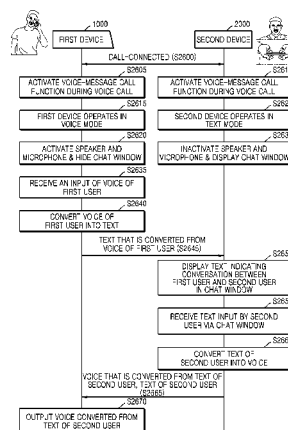 1000
2000
FIRST DEVICE
SECOND DEVICE
CALL-CONNECTED (S2600)
S2605
ACTIVATE VOICE-MESSAGE CALL
FUNCTION DURING VOICE CALL
ACTIVATE VOICE-MESSAGE CALL
FUNCTION DURING VOICE CALL
S2615
FIRST DEVICE OPERATES IN
VOICE MODE
SECOND DEVICE OPERATES IN
TEXT MODE
S2620
ACTIVATE SPEAKER AND
MICROPHONE & HIDE CHAT WINDOW
INACTIVATE SPEAKER AND
MICROPHONE & DISPLAY CHAT WINDOW
S2635
RECEIVE AN INPUT OF VOICE OF
FIRST USER
S2640
CONVERT VOICE OF
FIRST USER INTO TEXT
TEXT THAT IS CONVERTED FROM
VOICE OF FIRST USER (S2645)
DISPLAY TEXT INDICATING
CONVERSATION BETWEEN
FIRST USER AND SECOND USER
IN CHAT WINDOW
RECEIVE TEXT INPUT BY SECOND
USER VIA CHAT WINDOW
CONVERT TEXT OF
SECOND USER INTO VOICE
VOICE THAT IS CONVERTED FROM TEXT OF
SECOND USER, TEXT OF SECOND USER
(S2665)
S2670
OUTPUT VOICE CONVERTED FROM
TEXT OF SECOND USER